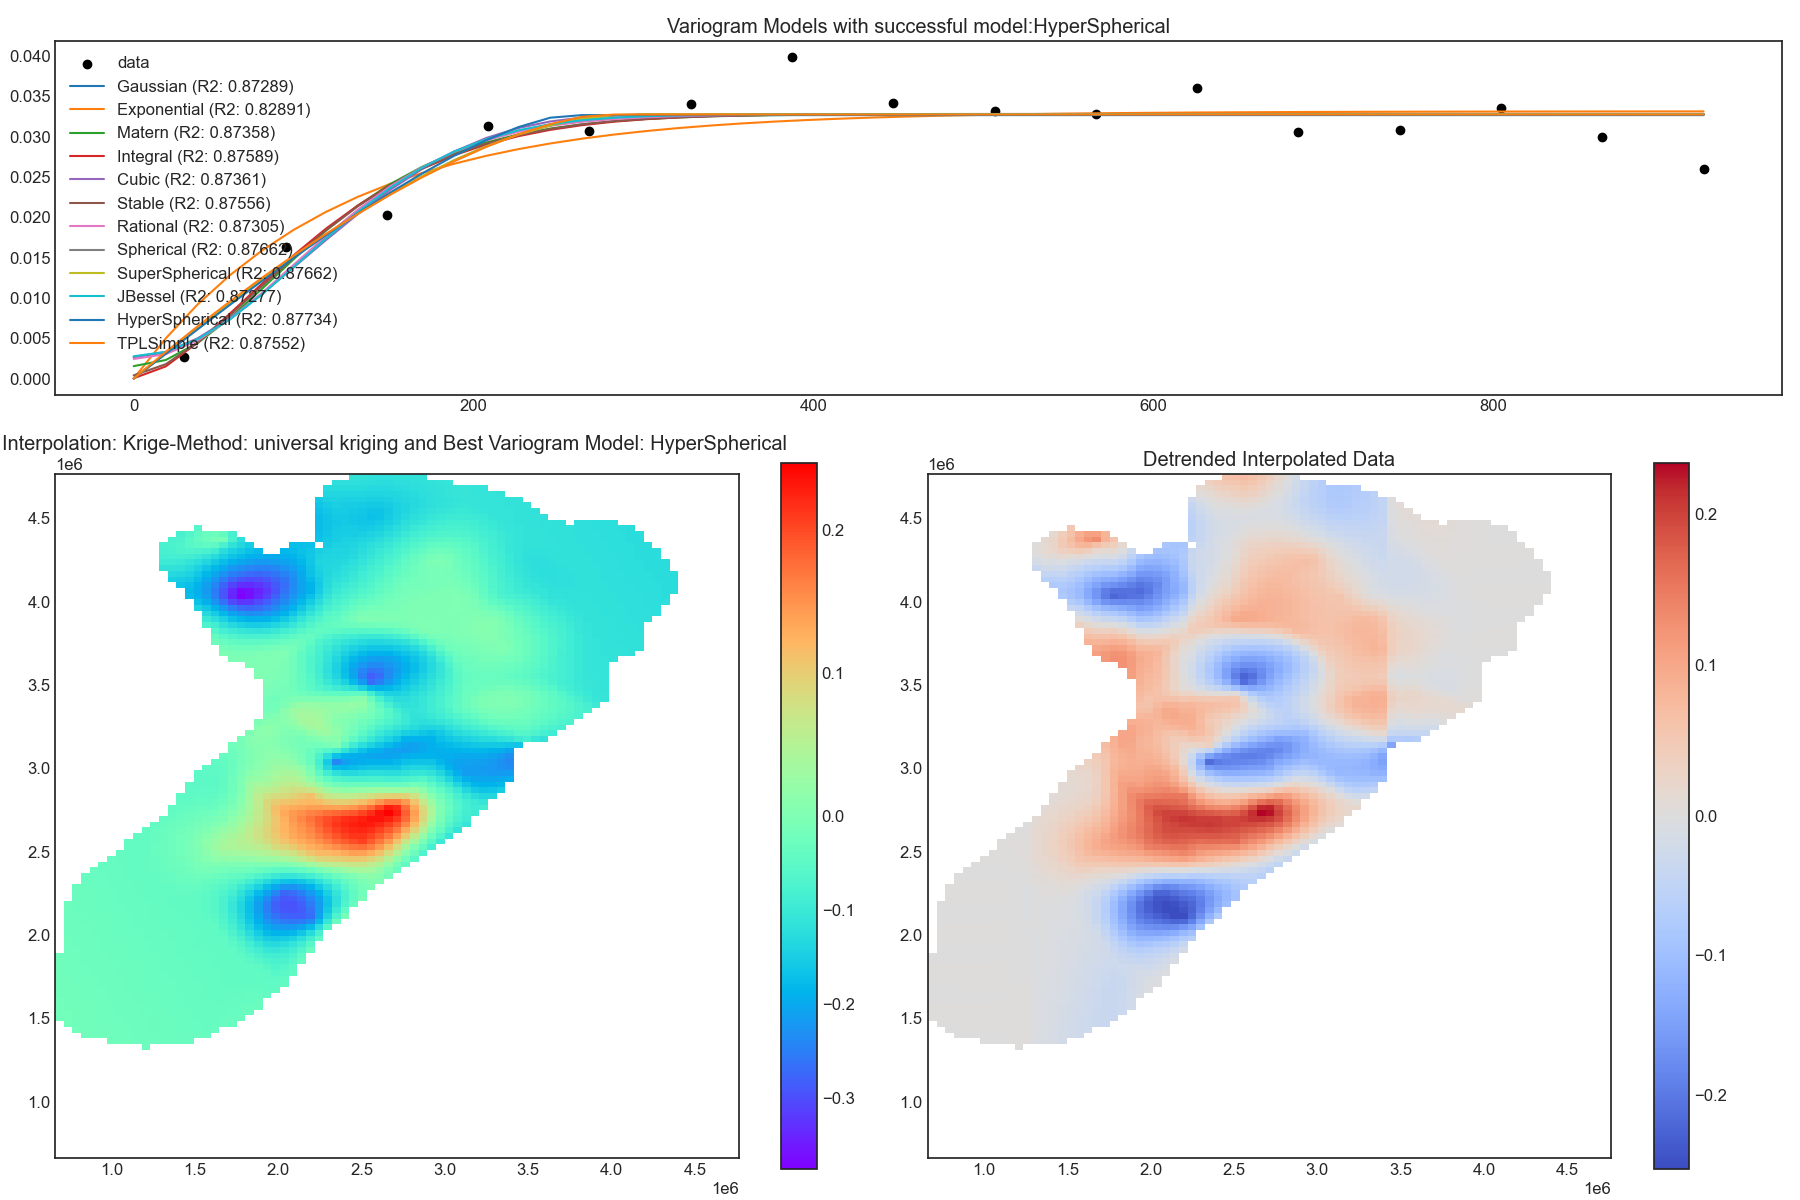 Variogram Models with successful model:HyperSpherical
0.040
0.035
0.030
0.025
0.020
0.015
0.010
0.005
0.000
data
Gaussian (R2: 0.87289)
Exponential (R2: 0.82891)
Matern (R2: 0.87358)
Integral (R2: 0.87589)
Cubic (R2: 0.87361)
Stable (R2: 0.87556)
Rational (R2: 0.87305)
Spherical (R2: 0.87662)
SuperSpherical (R2: 0.87662)
JBessel (R2: 0.87277)
HyperSpherical (R2: 0.87734)
TPLSimple (R2: 0.87552)
0 200 400 600 800
Interpolation: Krige-Method: universal kriging and Best Variogram Model: HyperSpherical
1e6
4.5
4.0
3.5
3.0
2.5
2.0
1.5
1.0
1.0 1.5 2.0 2.5 3.0 3.5 4.0 4.5
1e6
0.2
0.1
0.0
−0.1
−0.2
−0.3
Detrended Interpolated Data
1e6
4.5
4.0
3.5
3.0
2.5
2.0
1.5
1.0
1.0 1.5 2.0 2.5 3.0 3.5 4.0 4.5
1e6
0.2
0.1
0.0
−0.1
−0.2